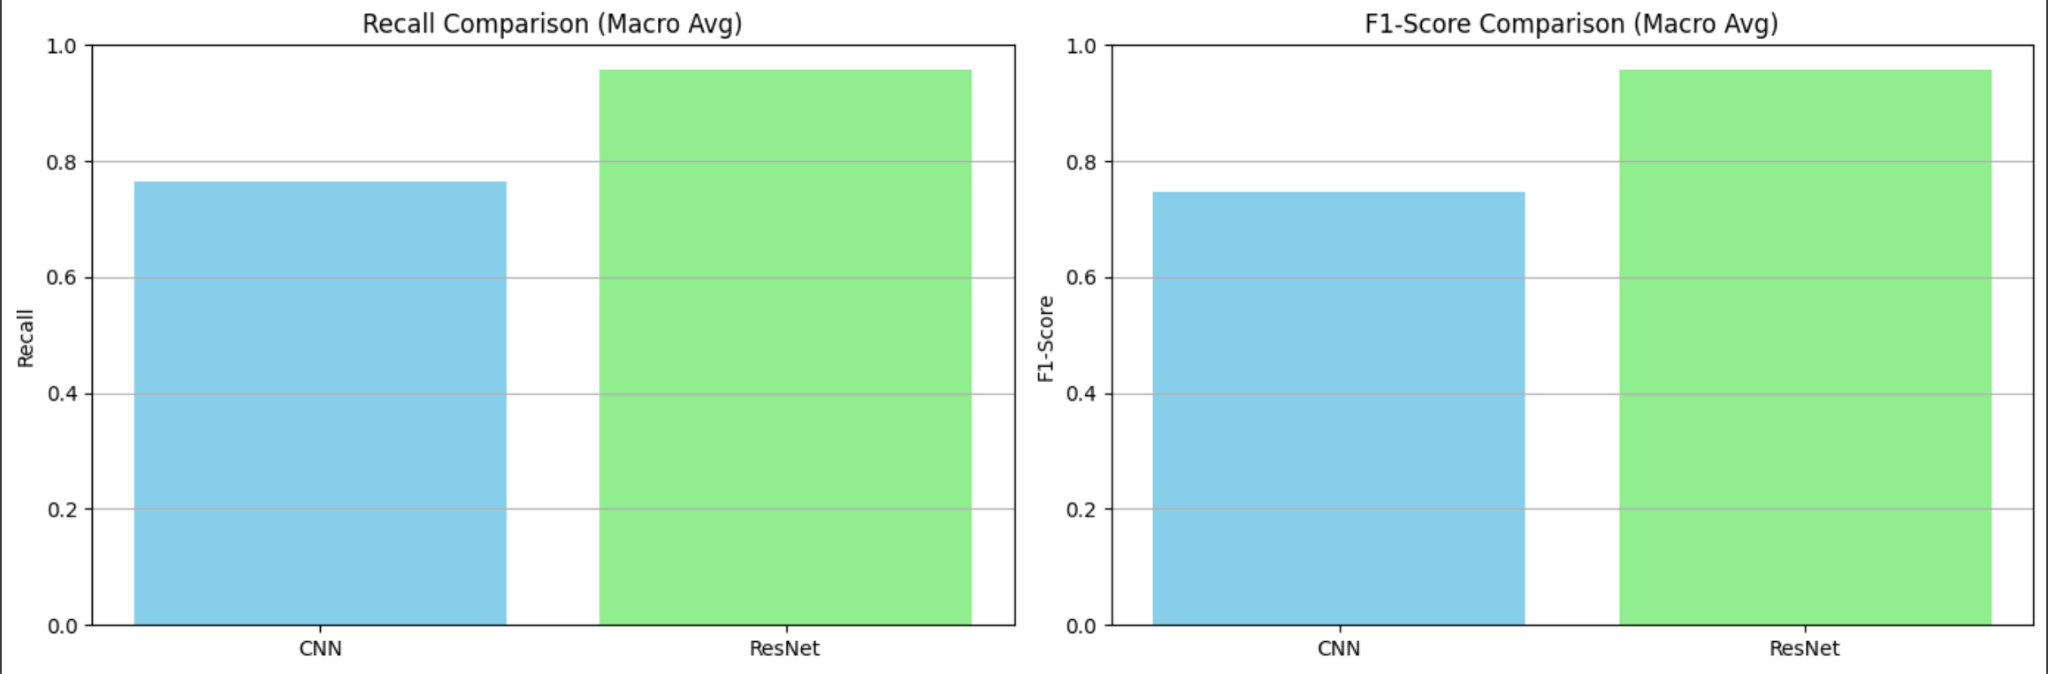 Recall Comparison (Macro Avg)
1.0
0.8
0.6
0.4
0.2
0.0
Recall
CNN
ResNet
F1-Score Comparison (Macro Avg)
1.0
0.8
0.6
0.4
0.2
0.0
F1-Score
CNN
ResNet